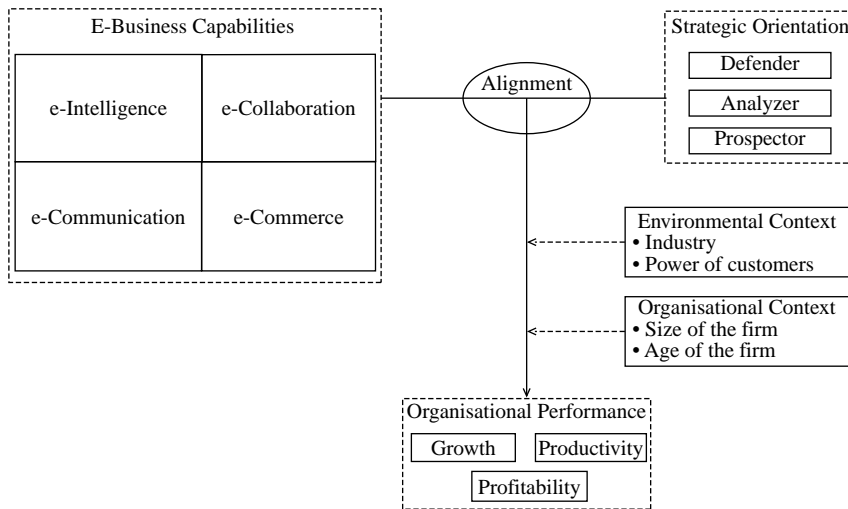 E-Business Capabilities
e-Intelligence
e-Collaboration
e-Communication
e-Commerce
Alignment
Strategic Orientation
Defender
Analyzer
Prospector
Environmental Context
• Industry
• Power of customers
Organisational Context
• Size of the firm
• Age of the firm
Organisational Performance
Growth
Productivity
Profitability